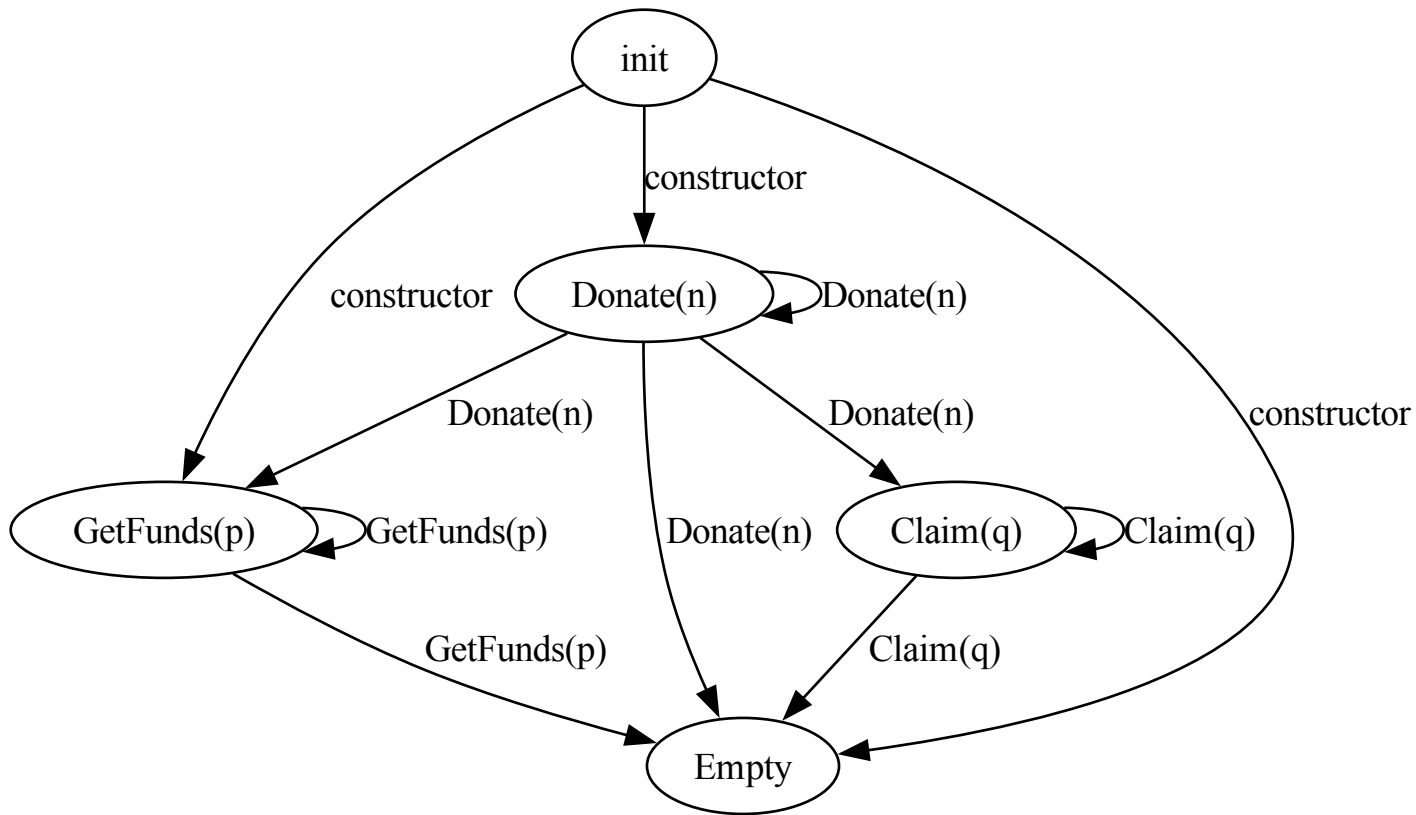 init
constructor
constructor
Donate(n)
Donate(n)
Donate(n)
Donate(n)
constructor
GetFunds(p)
GetFunds(p)
Donate(n)
Claim(q)
Claim(q)
GetFunds(p)
Claim(q)
Empty